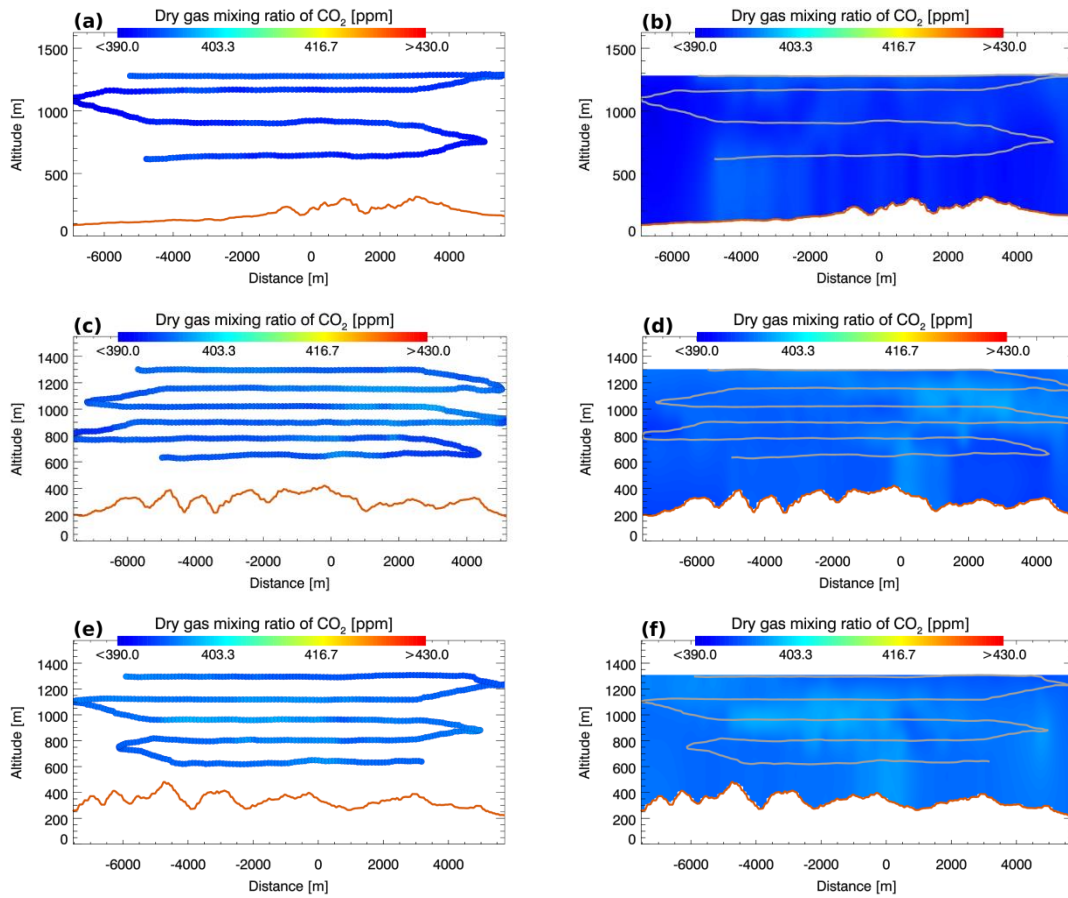 (a) Dry gas mixing ratio of CO₂ [ppm]
<390.0 403.3 416.7 >430.0
1500
1000
500
0
Altitude [m]
-6000 -4000 -2000 0 2000 4000
Distance [m]
(b) Dry gas mixing ratio of CO₂ [ppm]
<390.0 403.3 416.7 >430.0
1500
1000
500
0
Altitude [m]
-6000 -4000 -2000 0 2000 4000
Distance [m]
(c) Dry gas mixing ratio of CO₂ [ppm]
<390.0 403.3 416.7 >430.0
1400
1200
1000
800
600
400
200
0
Altitude [m]
-6000 -4000 -2000 0 2000 4000
Distance [m]
(d) Dry gas mixing ratio of CO₂ [ppm]
<390.0 403.3 416.7 >430.0
1400
1200
1000
800
600
400
200
0
Altitude [m]
-6000 -4000 -2000 0 2000 4000
Distance [m]
(e) Dry gas mixing ratio of CO₂ [ppm]
<390.0 403.3 416.7 >430.0
1400
1200
1000
800
600
400
200
0
Altitude [m]
-6000 -4000 -2000 0 2000 4000
Distance [m]
(f) Dry gas mixing ratio of CO₂ [ppm]
<390.0 403.3 416.7 >430.0
1400
1200
1000
800
600
400
200
0
Altitude [m]
-6000 -4000 -2000 0 2000 4000
Distance [m]